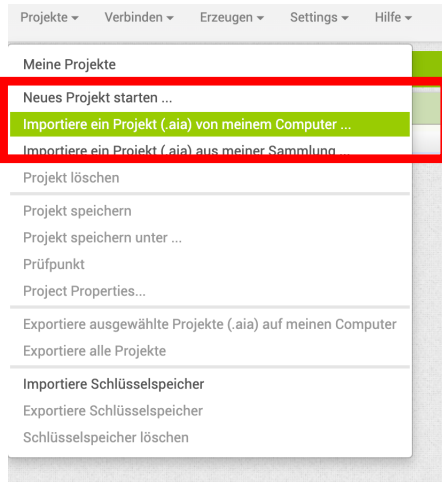 Projekte Verbinden Erzeugen Settings Hilfe
Meine Projekte
Neues Projekt starten ...
Importiere ein Projekt (.aia) von meinem Computer ...
Importiere ein Projekt (.aia) aus meiner Sammlung ...
Projekt löschen
Projekt speichern
Projekt speichern unter ...
Prüfpunkt
Project Properties...
Exportiere ausgewählte Projekte (.aia) auf meinen Computer
Exportiere alle Projekte
Importiere Schlüsselspeicher
Exportiere Schlüsselspeicher
Schlüsselspeicher löschen